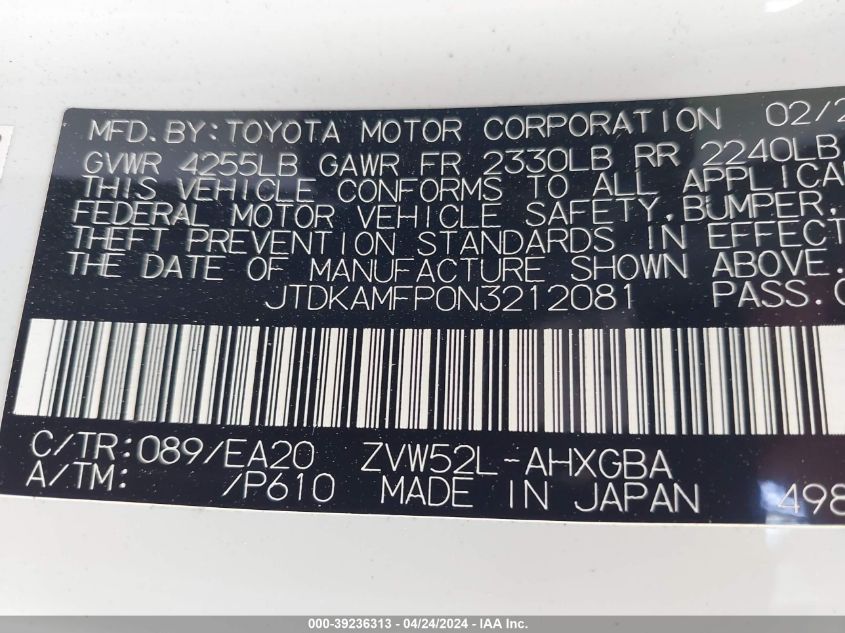 MFD.BY:TOYOTA MOTOR CORPORATION 02/2
GVWR 4255LB GAWR FR 2330LB RR 2240LB
THIS VEHICLE CONFORMS TO ALL APPLICA
FEDERAL MOTOR VEHICLE SAFETY,BUMPER,
THEFT PREVENTION STANDARDS IN EFFECT
THE DATE OF MANUFACTURE SHOWN ABOVE.
JTDKAMFP0N3212081 PASS.C
C/TR:089/EA20 ZVW52L-AHXGBA
A/TM: /P610 MADE IN JAPAN 498
000-39236313 - 04/24/2024 - IAA Inc.